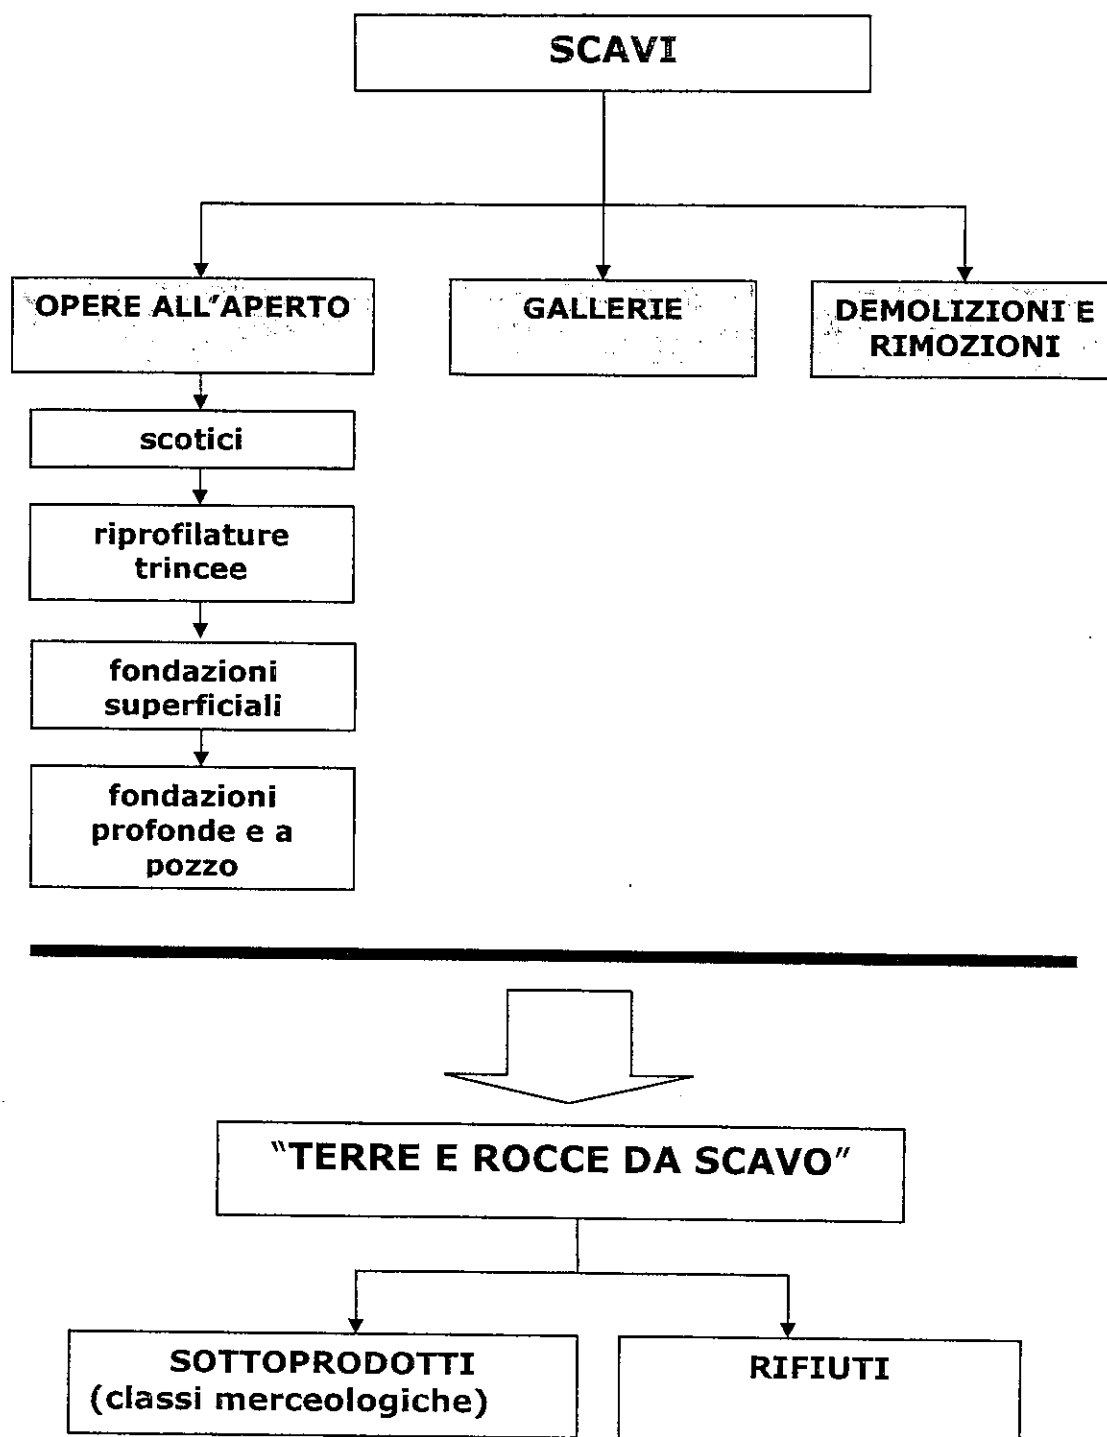 SCAVI
OPERE ALL'APERTO
GALLERIE
DEMOLIZIONI E
RIMOZIONI
scotici
riprofilature
trincee
fondazioni
superficiali
fondazioni
profonde e a
pozzo
"TERRE E ROCCE DA SCAVO"
SOTTOPRODOTTI
(classi merceologiche)
RIFIUTI